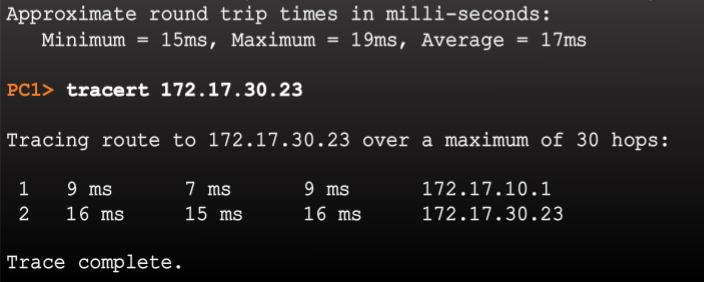 Approximate round trip times in milli-seconds:
Minimum = 15ms, Maximum = 19ms, Average = 17ms
PC1> tracert 172.17.30.23
Tracing route to 172.17.30.23 over a maximum of 30 hops:
1 9 ms 7 ms 9 ms 172.17.10.1
2 16 ms 15 ms 16 ms 172.17.30.23
Trace complete.